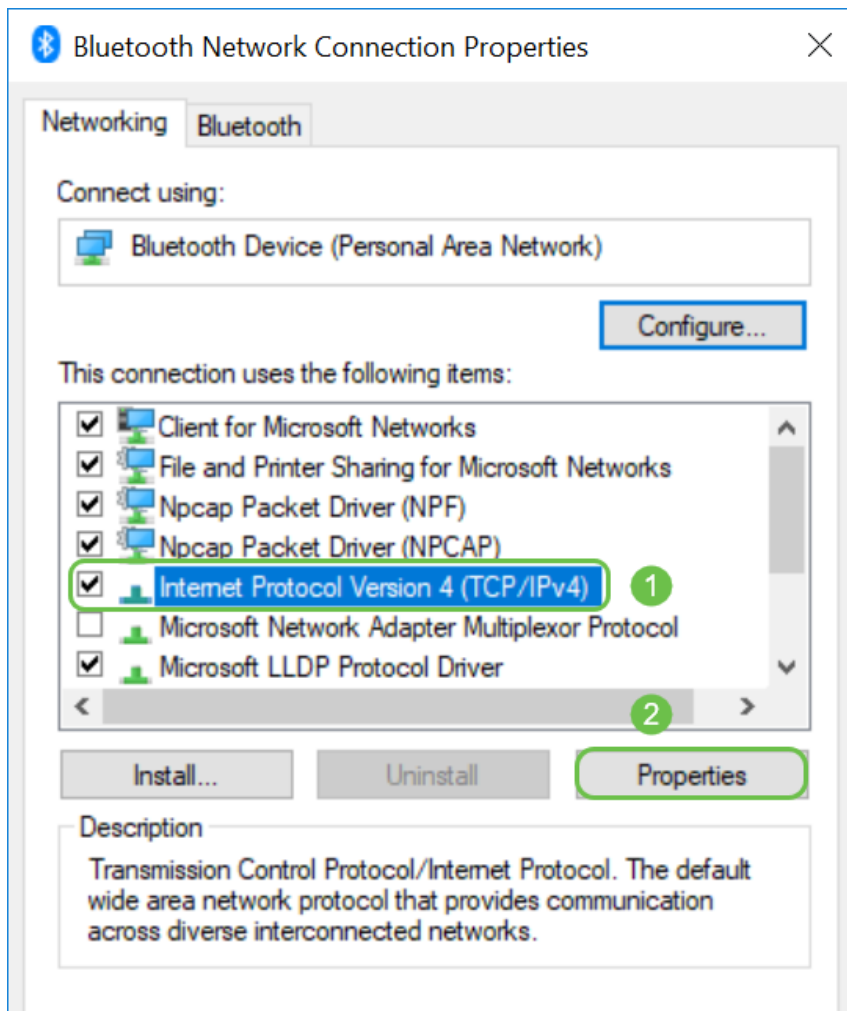 Bluetooth Network Connection Properties
Networking
Bluetooth
Connect using:
Bluetooth Device (Personal Area Network)
Configure...
This connection uses the following items:
Client for Microsoft Networks
File and Printer Sharing for Microsoft Networks
Npcap Packet Driver (NPF)
Npcap Packet Driver (NPCAP)
Internet Protocol Version 4 (TCP/IPv4)
1
Microsoft Network Adapter Multiplexor Protocol
Microsoft LLDP Protocol Driver
2
Install...
Uninstall
Properties
Description
Transmission Control Protocol/Internet Protocol. The default
wide area network protocol that provides communication
across diverse interconnected networks.